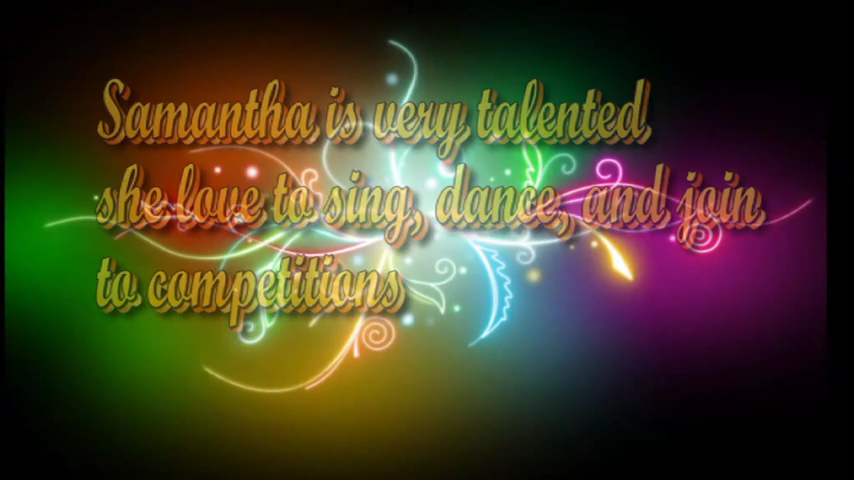 Samantha is very talented
she love to sing, dance, and join
to competitions